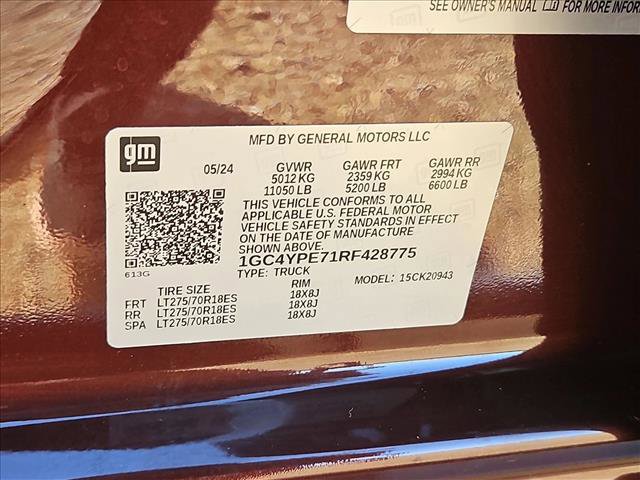 SEE OWNER'S MANUAL FOR MORE INFOR
gm
MFD BY GENERAL MOTORS LLC
05/24 GVWR GAWR FRT GAWR RR
5012 KG 2359 KG 2994 KG
11050 LB 5200 LB 6600 LB
THIS VEHICLE CONFORMS TO ALL
APPLICABLE U.S. FEDERAL MOTOR
VEHICLE SAFETY STANDARDS IN EFFECT
ON THE DATE OF MANUFACTURE
SHOWN ABOVE.
1GC4YPE71RF428775
613G
TYPE: TRUCK MODEL: 15CK20943
TIRE SIZE RIM
FRT LT275/70R18ES 18X8J
RR LT275/70R18ES 18X8J
SPA LT275/70R18ES 18X8J